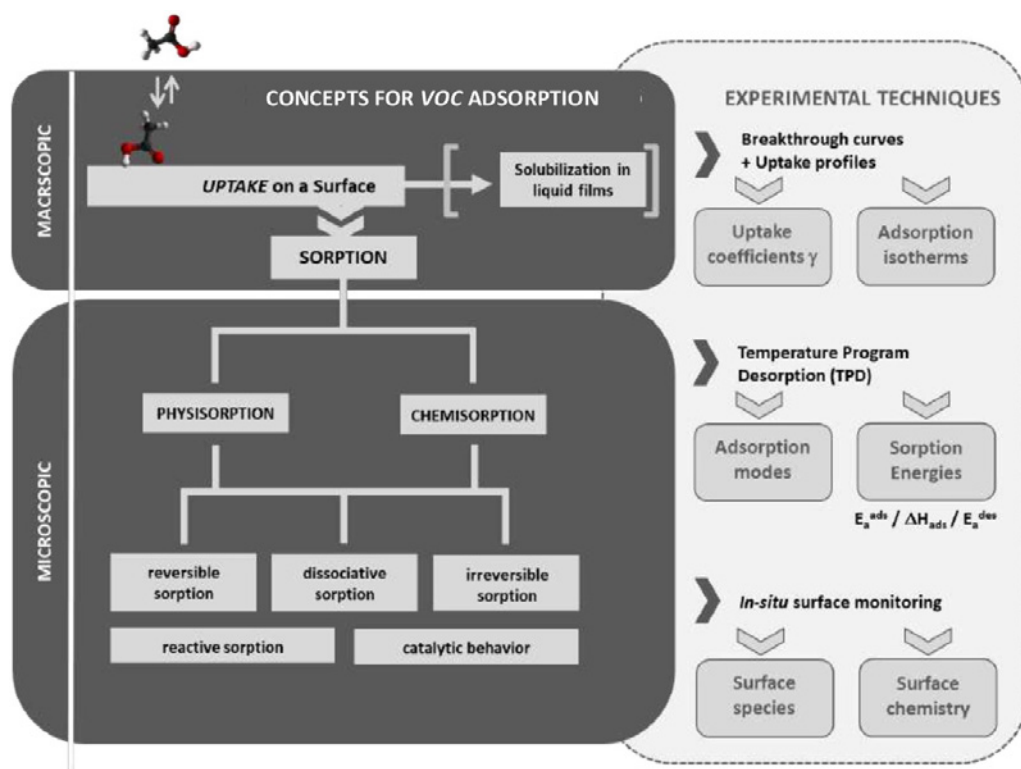 CONCEPTS FOR VOC ADSORPTION
MACRSCOPIC
UPTAKE on a Surface
Solubilization in
liquid films
SORPTION
MICROSCOPIC
PHYSISORPTION
CHEMISORPTION
reversible
sorption
dissociative
sorption
irreversible
sorption
reactive sorption
catalytic behavior
EXPERIMENTAL TECHNIQUES
Breakthrough curves
+ Uptake profiles
Uptake
coefficients γ
Adsorption
isotherms
Temperature Program
Desorption (TPD)
Adsorption
modes
Sorption
Energies
Eₐᵃᵈˢ / ΔHₐdₛ / Eₐᵈᵉˢ
In-situ surface monitoring
Surface
species
Surface
chemistry